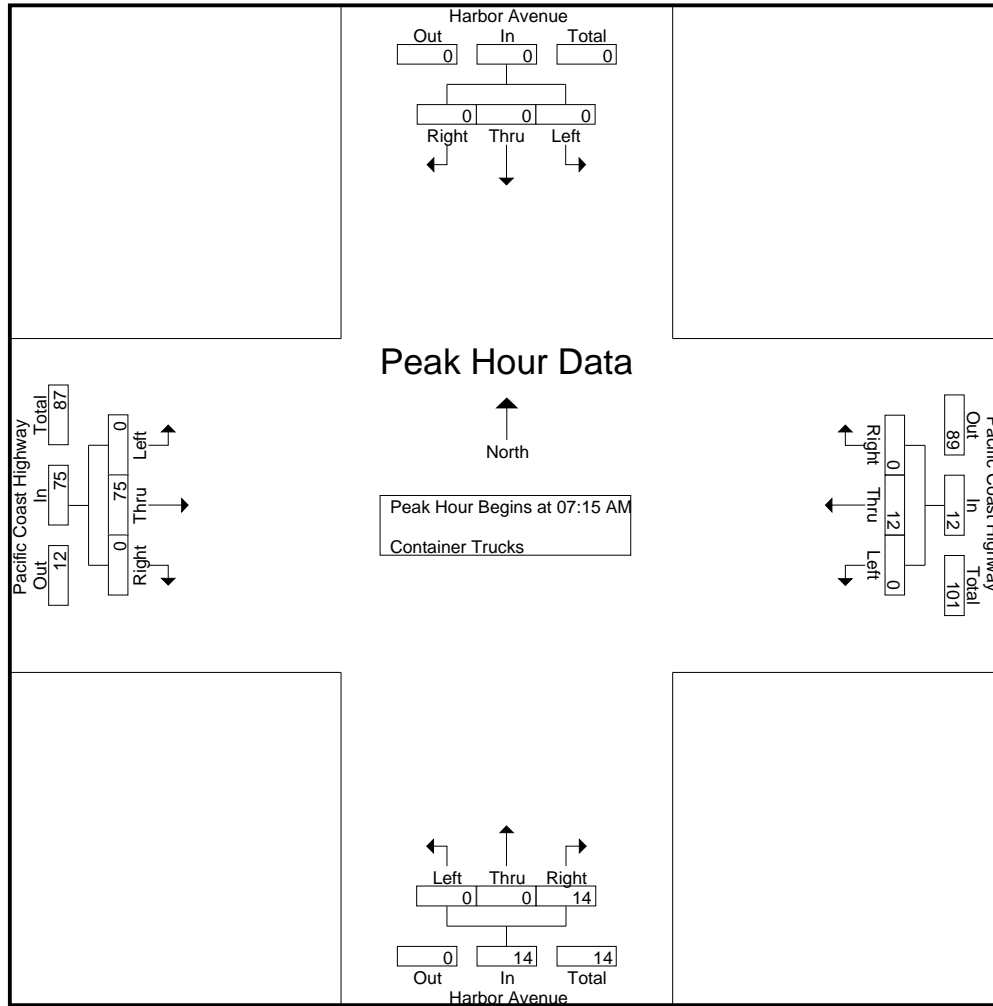 Harbor Avenue
Out In Total
0 0 0
0 0 0
Right Thru Left
Peak Hour Data
North
Peak Hour Begins at 07:15 AM
Container Trucks
Pacific Coast Highway
Total In Out
87 75 12
0 75 0
Left Thru Right
Pacific Coast Highway
Out In Total
89 12 101
0 12 0
Right Thru Left
Left Thru Right
0 0 14
0 14 14
Out In Total
Harbor Avenue